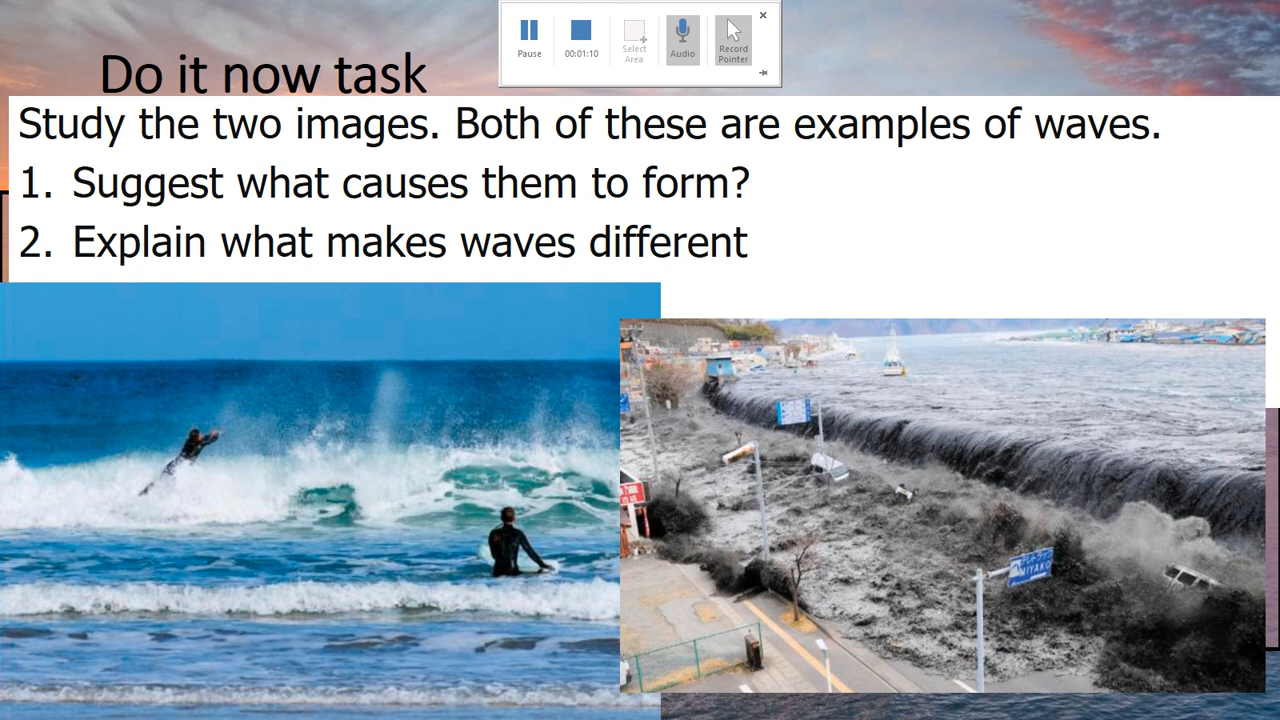 Pause
00:01:10
Select
Area
Audio
Record
Pointer
Do it now task
Study the two images. Both of these are examples of waves.
1. Suggest what causes them to form?
2. Explain what makes waves different
MIYAKO